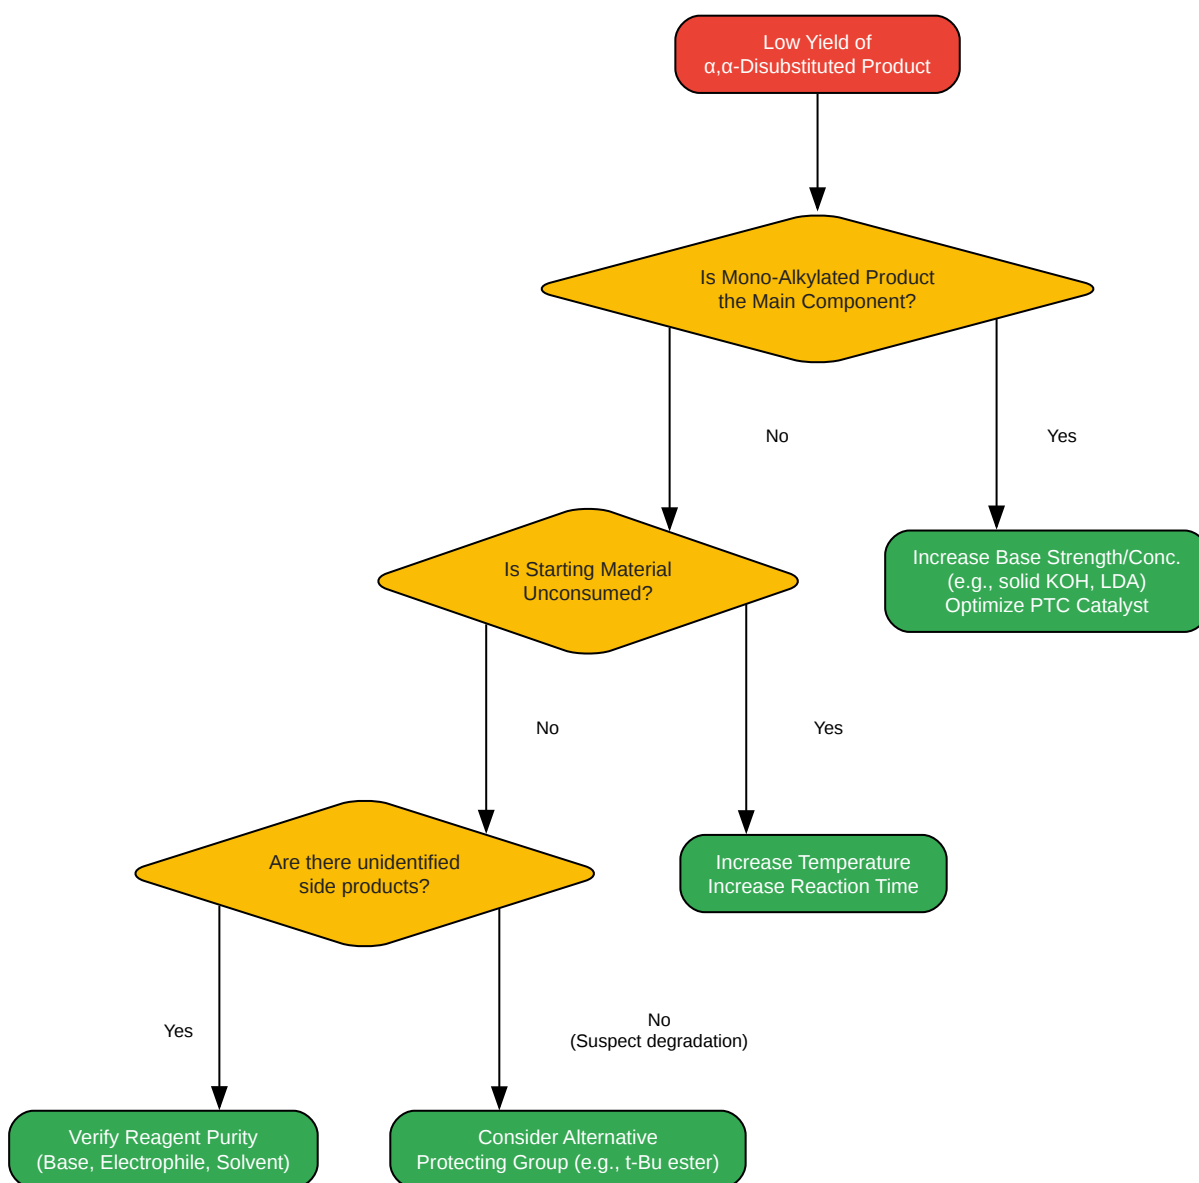 Low Yield of
α,α-Disubstituted Product
Is Mono-Alkylated Product
the Main Component?
No
Yes
Is Starting Material
Unconsumed?
Increase Base Strength/Conc.
(e.g., solid KOH, LDA)
Optimize PTC Catalyst
No
Yes
Are there unidentified
side products?
Increase Temperature
Increase Reaction Time
Yes
No
(Suspect degradation)
Verify Reagent Purity
(Base, Electrophile, Solvent)
Consider Alternative
Protecting Group (e.g., t-Bu ester)